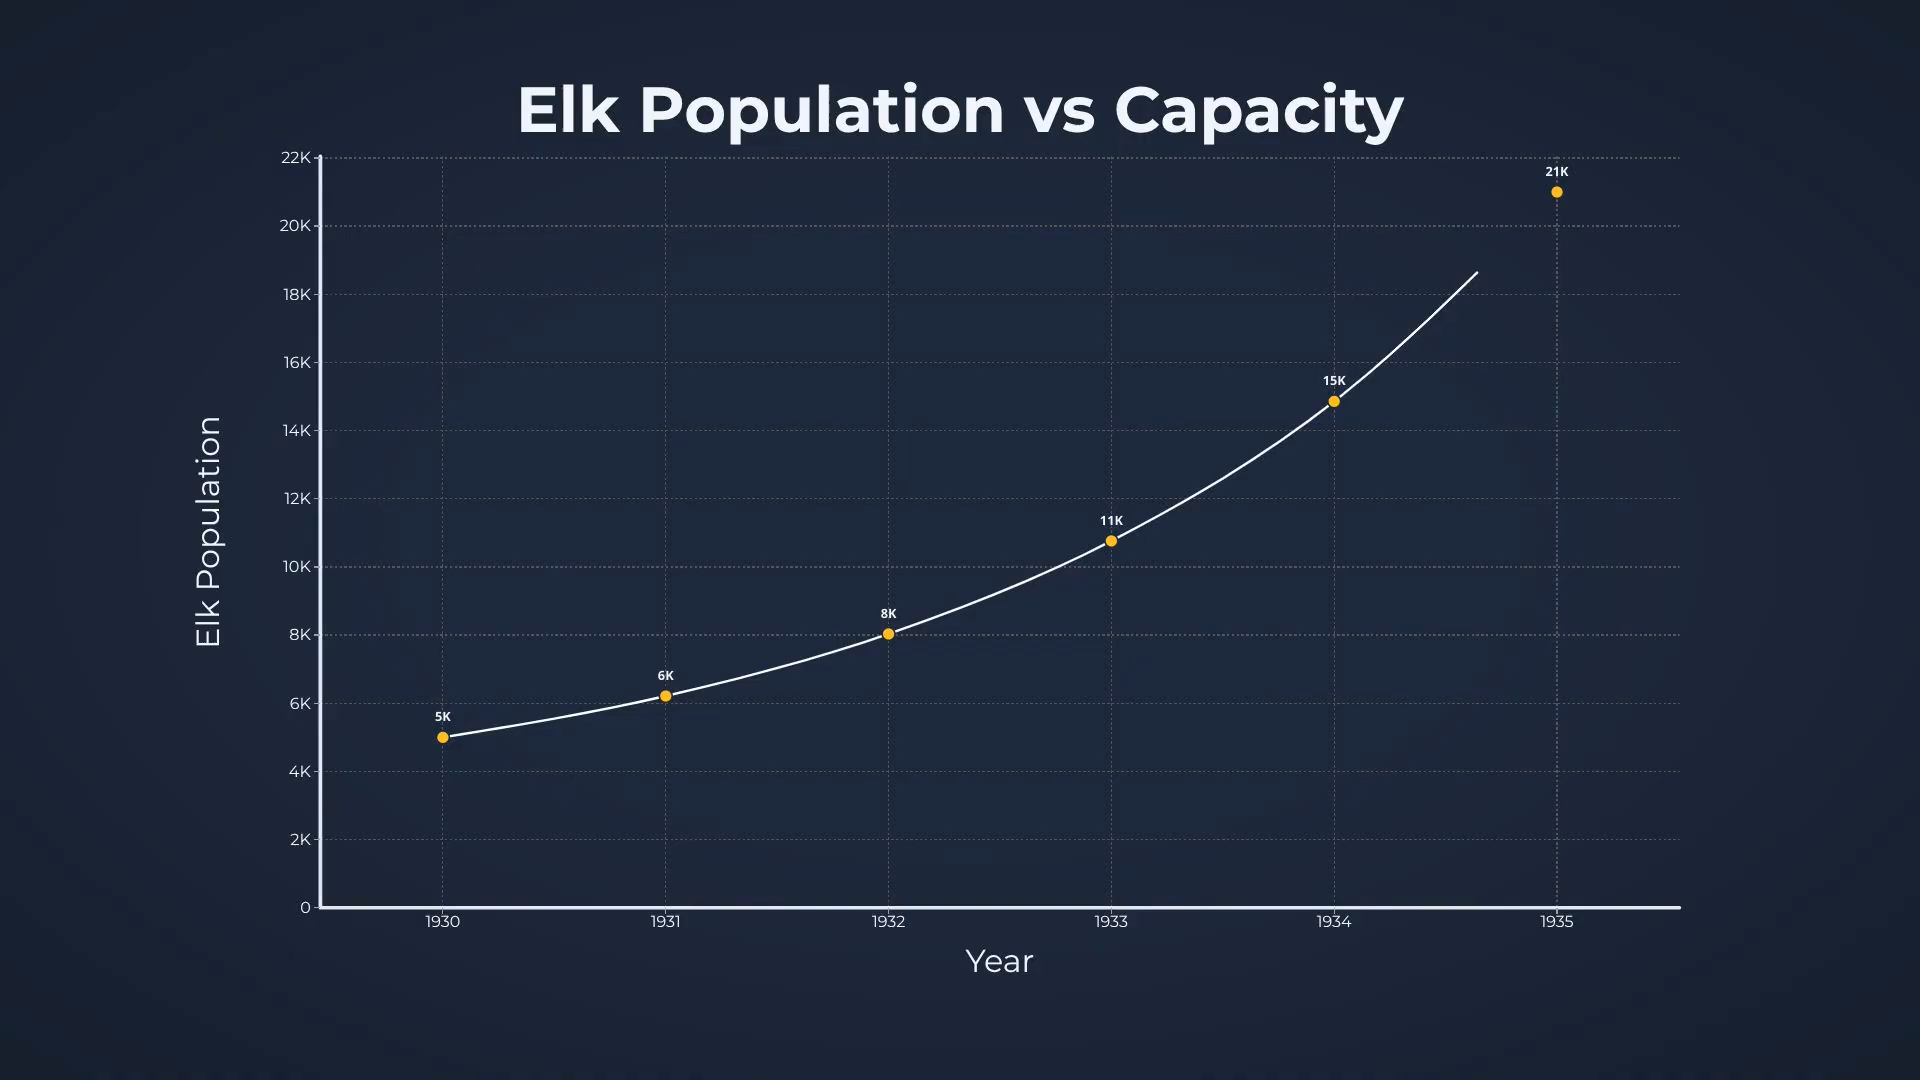 Elk Population vs Capacity
22K
20K
18K
16K
14K
12K
10K
8K
6K
4K
2K
0
Elk Population
5K
6K
8K
11K
15K
21K
1930
1931
1932
1933
1934
1935
Year